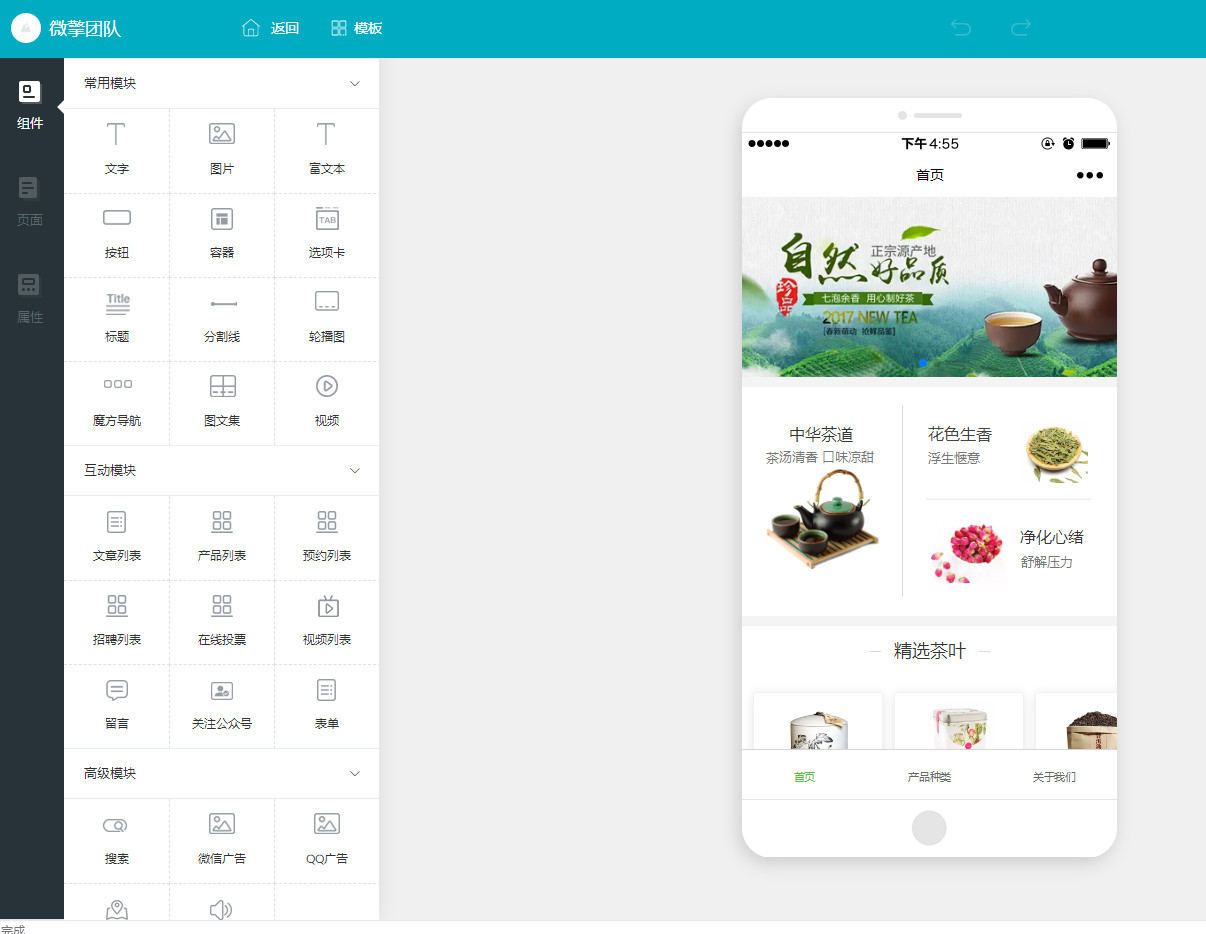 微擎团队
返回
模板
组件
页面
属性
常用模块
文字
图片
富文本
按钮
容器
TAB
选项卡
Title
标题
分割线
轮播图
魔方导航
图文集
视频
互动模块
文章列表
产品列表
预约列表
招聘列表
在线投票
视频列表
留言
关注公众号
表单
高级模块
搜索
微信广告
QQ广告
完成
下午4:55
首页
自然
正宗源产地
好品质
珍品
七泡余香 用心制好茶
2017 NEW TEA
[春新萌动 抢鲜品鉴]
中华茶道
茶汤清香 口味凉甜
花色生香
浮生惬意
净化心绪
舒解压力
精选茶叶
首页
产品种类
关于我们